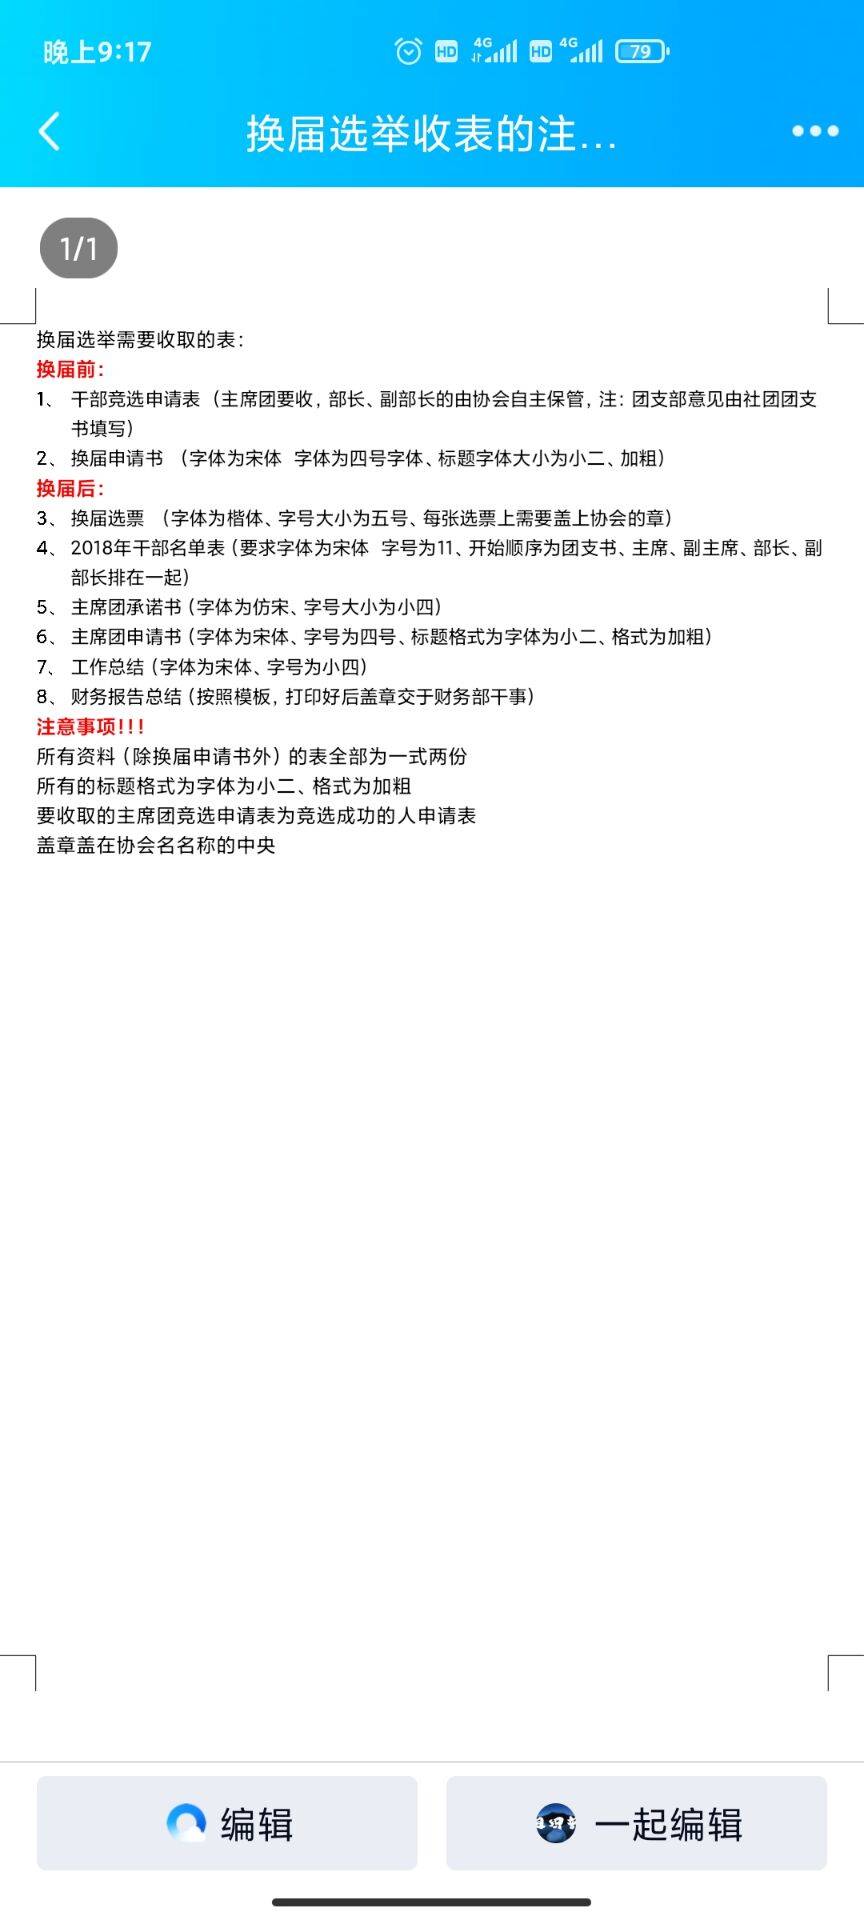 晚上9:17
HD 4G HD 4G 79
换届选举收表的注...
1/1
换届选举需要收取的表：
换届前：
1、 干部竞选申请表（主席团要收, 部长、副部长的由协会自主保管, 注：团支部意见由社团团支
书填写）
2、 换届申请书 （字体为宋体 字体为四号字体、标题字体大小为小二、加粗）
换届后：
3、 换届选票 （字体为楷体、字号大小为五号、每张选票上需要盖上协会的章）
4、 2018年干部名单表（要求字体为宋体 字号为11、开始顺序为团支书、主席、副主席、部长、副
部长排在一起）
5、 主席团承诺书（字体为仿宋、字号大小为小四）
6、 主席团申请书（字体为宋体、字号为四号、标题格式为字体为小二、格式为加粗）
7、 工作总结（字体为宋体、字号为小四）
8、 财务报告总结（按照模板, 打印好后盖章交于财务部干事）
注意事项!!!
所有资料（除换届申请书外）的表全部为一式两份
所有的标题格式为字体为小二、格式为加粗
要收取的主席团竞选申请表为竞选成功的人申请表
盖章盖在协会名名称的中央
编辑
一起编辑